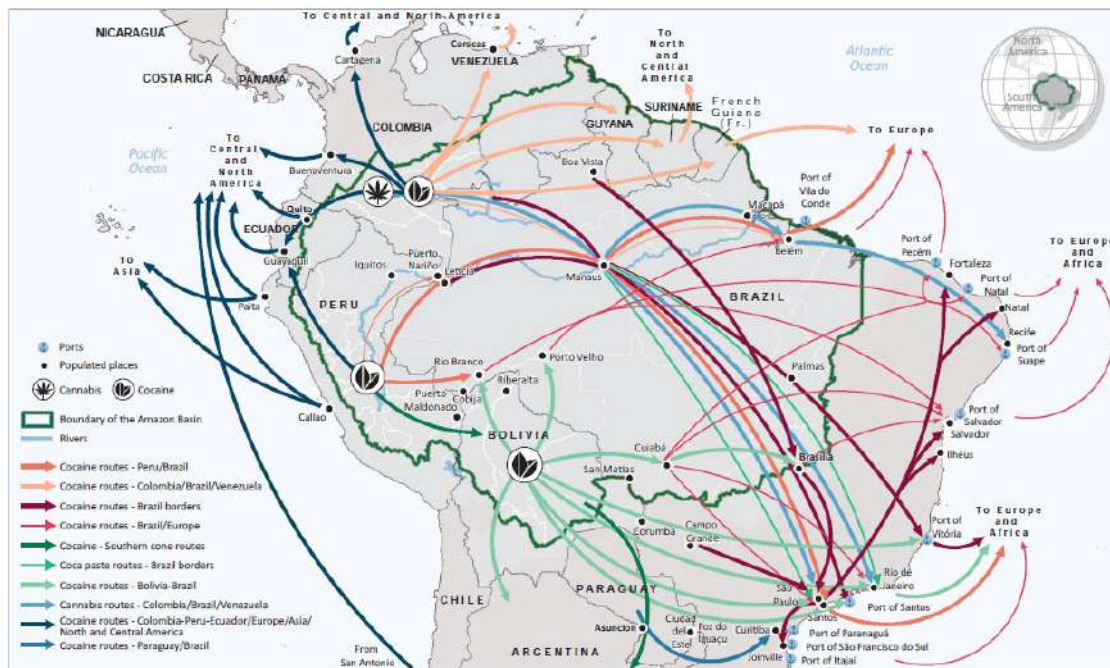 To Central and North America
NICARAGUA
Caracas
VENEZUELA
To
North
and
Central
America
Atlantic
Ocean
North
America
South
America
COSTA RICA
PANAMA
Cartagena
COLOMBIA
GUYANA
SURINAME
French
Guiana
(Fr.)
To Europe
Pacific
Ocean
To
Central
and
North
America
Buenaventura
Boa Vista
Port of
Vila do
Conde
Macapá
Quito
ECUADOR
Guayaquil
Belém
Port of
Pecém
Fortaleza
To Europe
and
Africa
To
Asia
Iquitos
Puerto
Nariño
Leticia
Manaus
Port of
Natal
Natal
Paita
PERU
BRAZIL
Recife
Port of
Suape
Ports
Populated places
Cannabis
Cocaine
Boundary of the Amazon Basin
Rivers
Rio Branco
Porto Velho
Palmas
Puerto
Maldonado
Cobija
Riberalta
Callao
BOLIVIA
Port of
Salvador
Salvador
Ilhéus
Cuiabá
Brasília
San Matías
Cocaine routes - Peru/Brazil
Cocaine routes - Colombia/Brazil/Venezuela
Cocaine routes - Brazil borders
Cocaine routes - Brazil/Europe
Cocaine - Southern cone routes
Coca paste routes - Brazil borders
Cocaine routes - Bolivia-Brazil
Cannabis routes - Colombia/Brazil/Venezuela
Cocaine routes - Colombia-Peru-Ecuador/Europe/Asia/
North and Central America
Cocaine routes - Paraguay/Brazil
Corumba
Campo
Grande
To Europe
and
Africa
Port of
Vitória
PARAGUAY
CHILE
São
Paulo
Rio de
Janeiro
Santos
Port of Santos
Asuncion
Ciudad
del
Este
Foz do
Iguaçu
Curitiba
Port of Paranaguá
Port of São Francisco do Sul
Joinville
Port of Itajaí
From
San Antonio
ARGENTINA